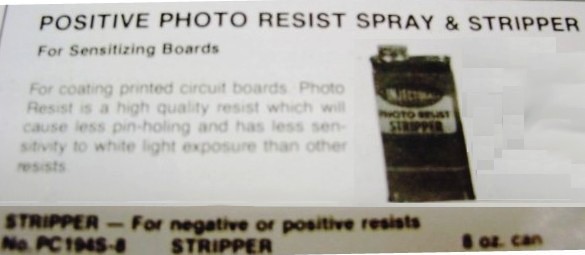 POSITIVE PHOTO RESIST SPRAY & STRIPPER
For Sensitizing Boards
For coating printed circuit boards. Photo
Resist is a high quality resist which will
cause less pin-holing and has less sen-
sitivity to white light exposure than other
resists
PHOTO RESIST
STRIPPER
STRIPPER — For negative or positive resists
No. PC194S-8 STRIPPER 8 oz. can